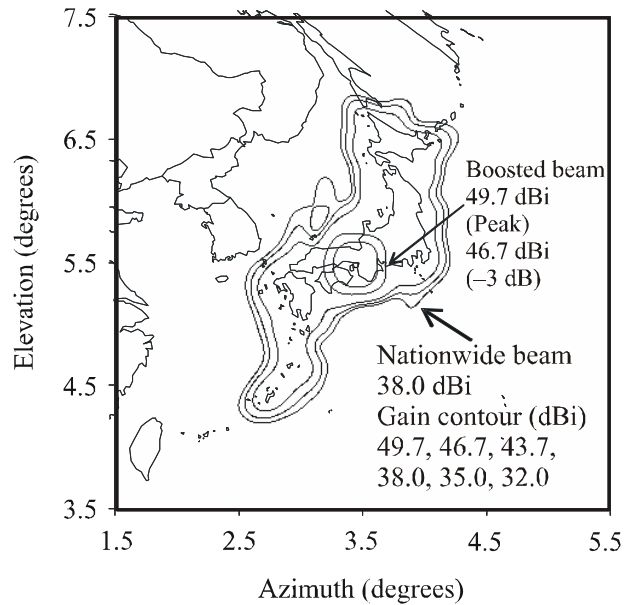 7.5
6.5
5.5
4.5
3.5
Elevation (degrees)
Boosted beam
49.7 dBi
(Peak)
46.7 dBi
(–3 dB)
Nationwide beam
38.0 dBi
Gain contour (dBi)
49.7, 46.7, 43.7,
38.0, 35.0, 32.0
1.5 2.5 3.5 4.5 5.5
Azimuth (degrees)